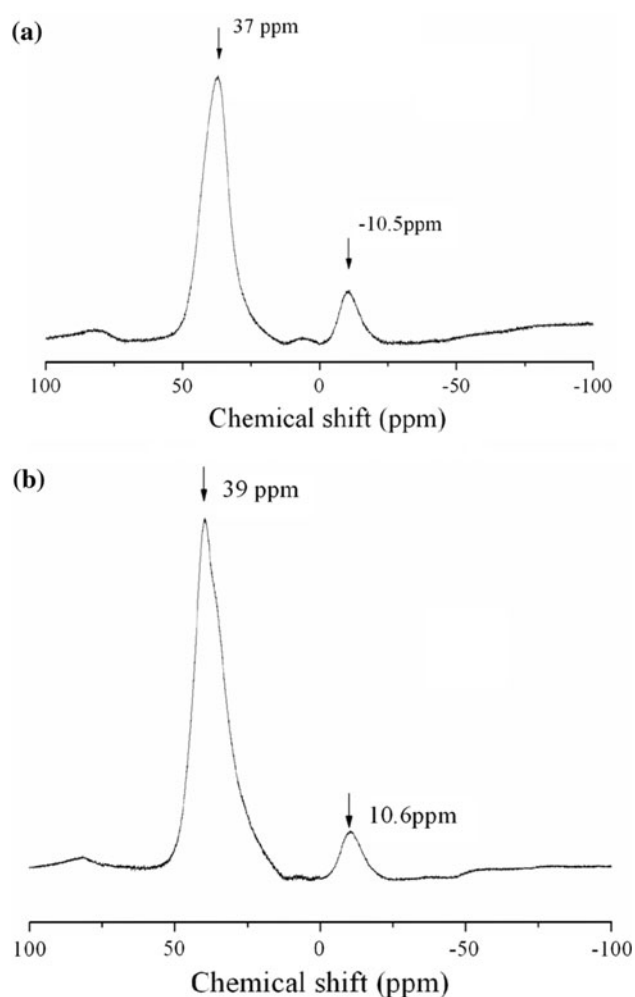 (a)
37 ppm
-10.5ppm
100 50 0 -50 -100
Chemical shift (ppm)
(b)
39 ppm
10.6ppm
100 50 0 -50 -100
Chemical shift (ppm)